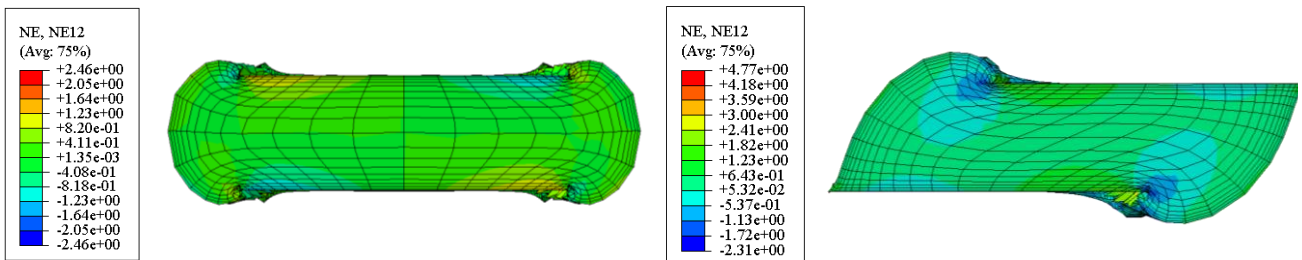 NE, NE12
(Avg: 75%)
+2.46e+00
+2.05e+00
+1.64e+00
+1.23e+00
+8.20e-01
+4.11e-01
+1.35e-03
-4.08e-01
-8.18e-01
-1.23e+00
-1.64e+00
-2.05e+00
-2.46e+00
NE, NE12
(Avg: 75%)
+4.77e+00
+4.18e+00
+3.59e+00
+3.00e+00
+2.41e+00
+1.82e+00
+1.23e+00
+6.43e-01
+5.32e-02
-5.37e-01
-1.13e+00
-1.72e+00
-2.31e+00